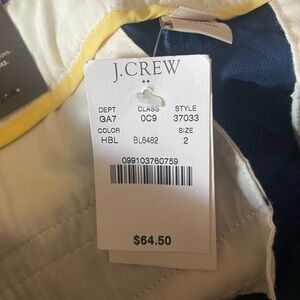 J.CREW
DEPT CLASS STYLE
GA7 0C9 37033
COLOR SIZE
HBL BL6482 2
099103760759
$64.50